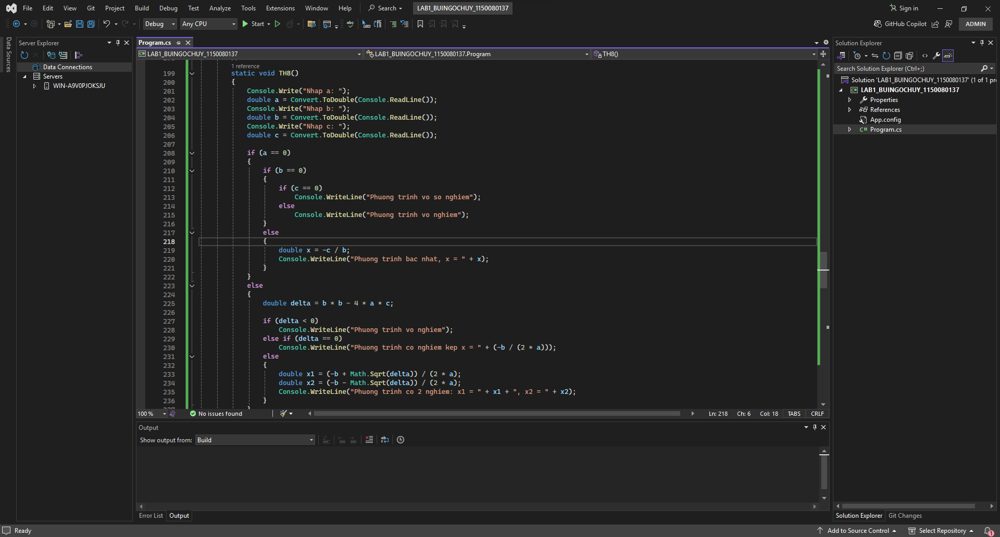 File Edit View Git Project Build Debug Test Analyze Tools Extensions Window Help Search LAB1_BUINGOCHUY_1150080137 Sign in
Debug Any CPU Start GitHub Copilot ADMIN
Data Sources
Server Explorer
Data Connections
Servers
WIN-A9V0PJOKSJU
Program.cs
LAB1_BUINGOCHUY_1150080137 LAB1_BUINGOCHUY_1150080137.Program TH8()
1 reference
199 static void TH8()
200 {
201 Console.Write("Nhap a: ");
202 double a = Convert.ToDouble(Console.ReadLine());
203 Console.Write("Nhap b: ");
204 double b = Convert.ToDouble(Console.ReadLine());
205 Console.Write("Nhap c: ");
206 double c = Convert.ToDouble(Console.ReadLine());
207
208 if (a == 0)
209 {
210 if (b == 0)
211 {
212 if (c == 0)
213 Console.WriteLine("Phuong trinh vo so nghiem");
214 else
215 Console.WriteLine("Phuong trinh vo nghiem");
216 }
217 else
218 {
219 double x = -c / b;
220 Console.WriteLine("Phuong trinh bac nhat, x = " + x);
221 }
222 }
223 else
224 {
225 double delta = b * b - 4 * a * c;
226
227 if (delta < 0)
228 Console.WriteLine("Phuong trinh vo nghiem");
229 else if (delta == 0)
230 Console.WriteLine("Phuong trinh co nghiem kep x = " + (-b / (2 * a)));
231 else
232 {
233 double x1 = (-b + Math.Sqrt(delta)) / (2 * a);
234 double x2 = (-b - Math.Sqrt(delta)) / (2 * a);
235 Console.WriteLine("Phuong trinh co 2 nghiem: x1 = " + x1 + ", x2 = " + x2);
236 }
100 % No issues found Ln: 218 Ch: 6 Col: 18 TABS CRLF
Output
Show output from: Build
Error List Output
Solution Explorer
Search Solution Explorer (Ctrl+;)
Solution 'LAB1_BUINGOCHUY_1150080137' (1 of 1 pr
LAB1_BUINGOCHUY_1150080137
Properties
References
App.config
C# Program.cs
Solution Explorer Git Changes
Ready Add to Source Control Select Repository 1